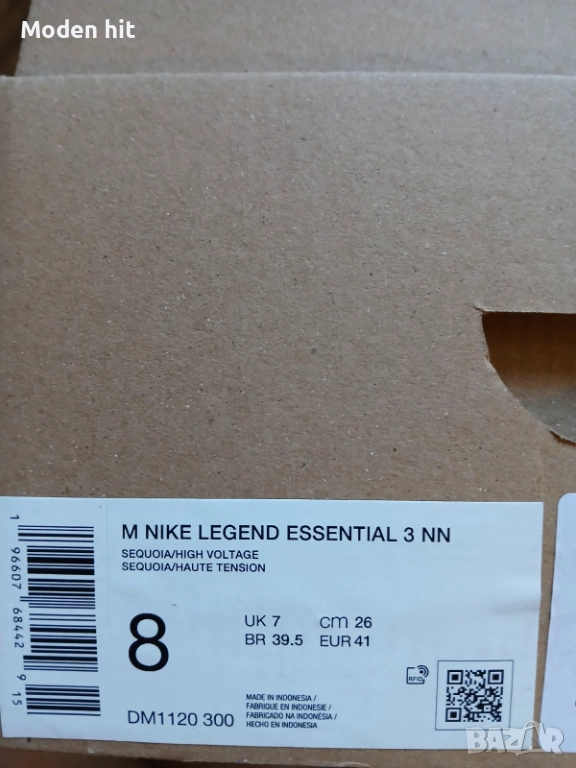 Moden hit
M NIKE LEGEND ESSENTIAL 3 NN
SEQUOIA/HIGH VOLTAGE
SEQUOIA/HAUTE TENSION
8
UK 7 cm 26
BR 39.5 EUR 41
RFID
MADE IN INDONESIA /
FABRIQUE EN INDONESIE /
FABRICADO NA INDONÉSIA /
HECHO EN INDONESIA
DM1120 300
1 96607 68442 9 15
BAZAR